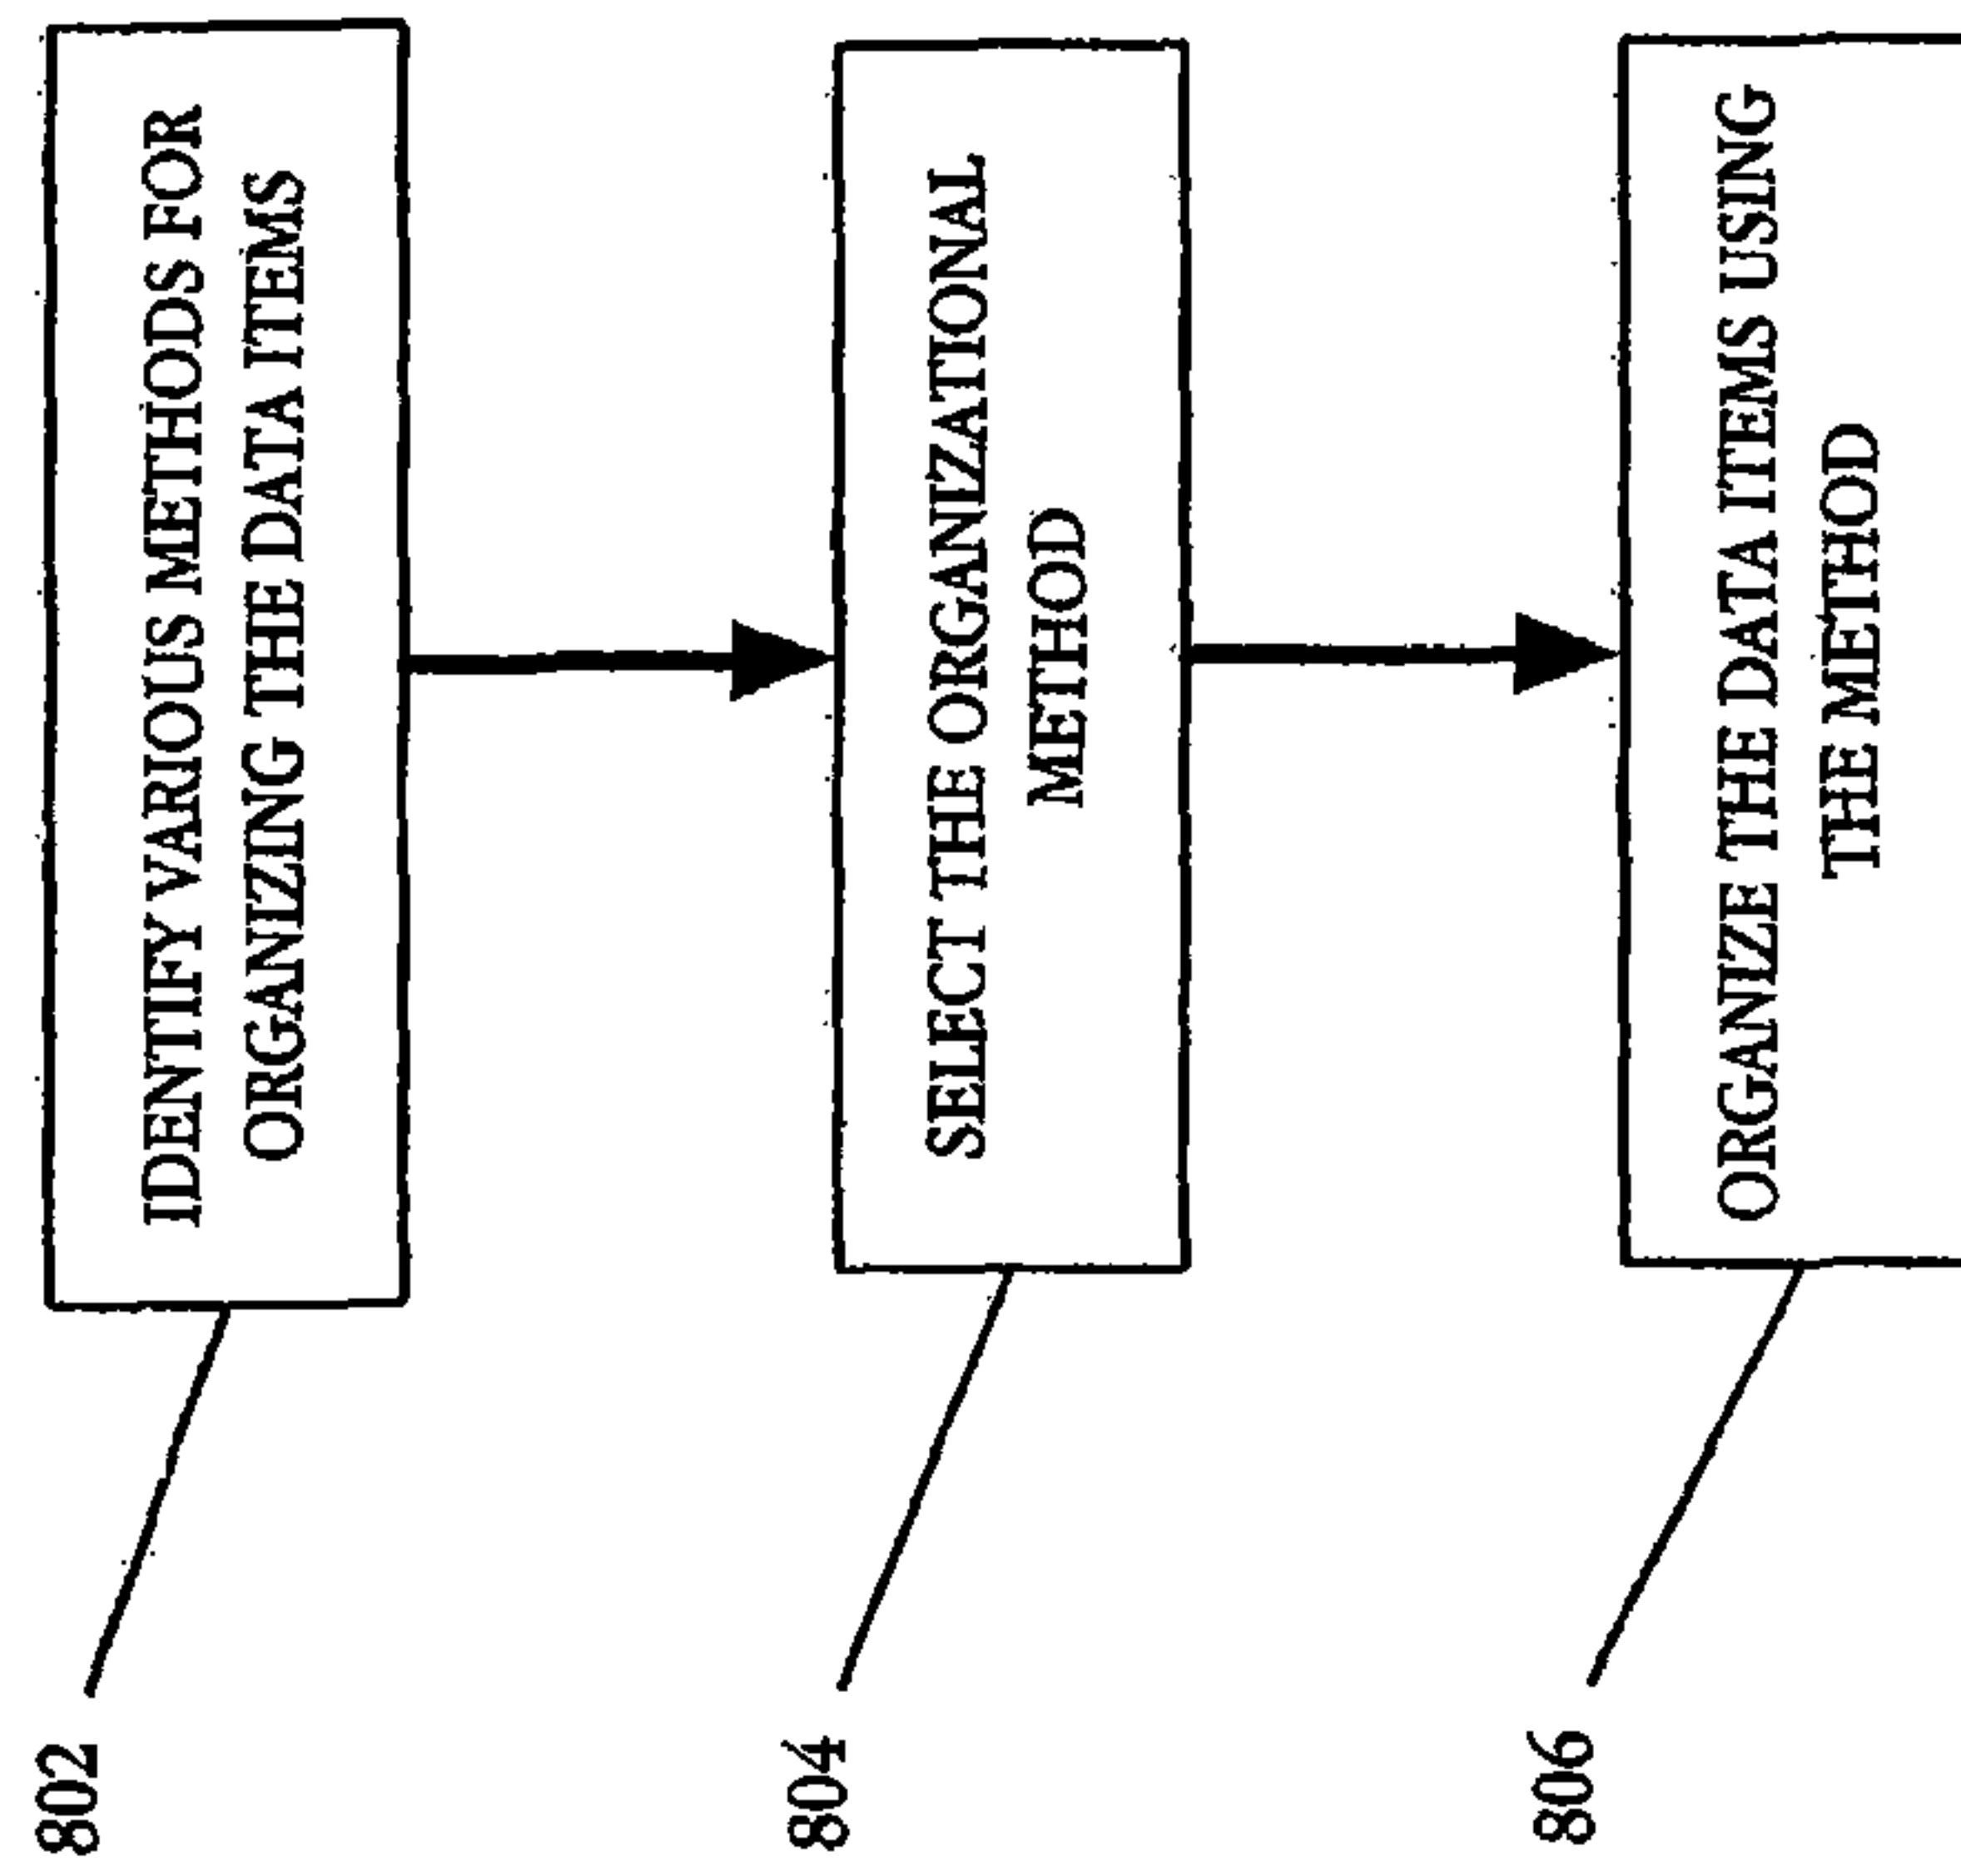 802
IDENTIFY VARIOUS METHODS FOR
ORGANIZING THE DATA ITEMS
804
SELECT THE ORGANIZATIONAL
METHOD
806
ORGANIZE THE DATA ITEMS USING
THE METHOD